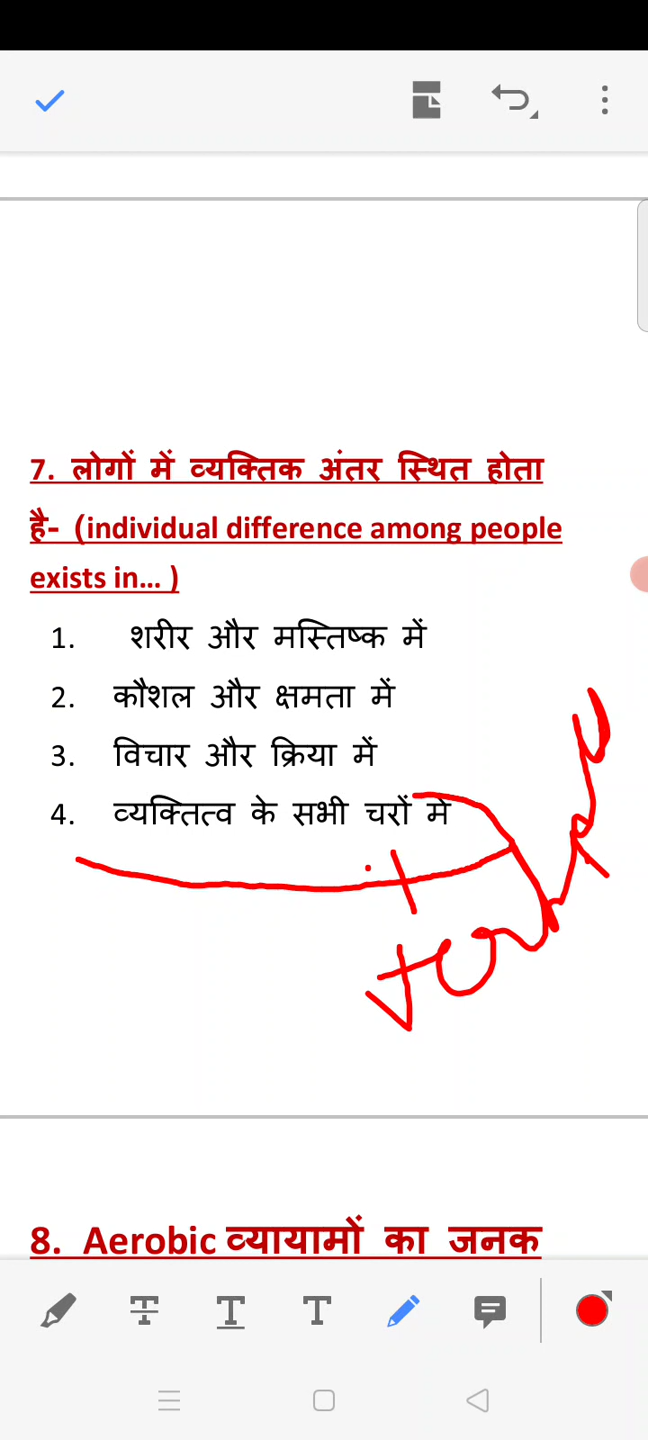 7. लोगों में व्यक्तिक अंतर स्थित होता
है- (individual difference among people
exists in... )
1. शरीर और मस्तिष्क में
2. कौशल और क्षमता में
3. विचार और क्रिया में
4. व्यक्तित्व के सभी चरों में
8. Aerobic व्यायामों का जनक